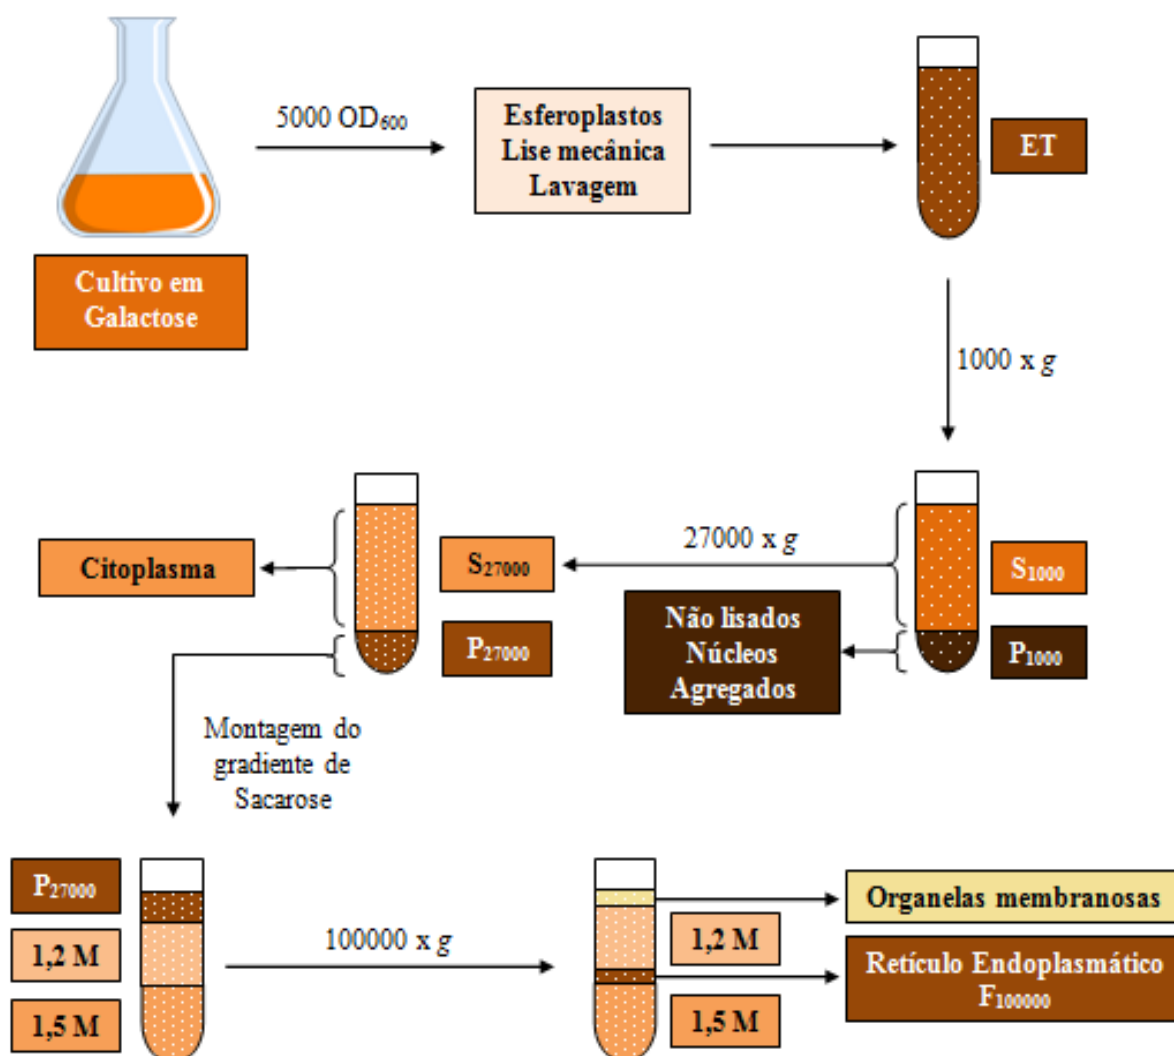 5000 OD₆₀₀
Esferoplastos
Lise mecânica
Lavagem
ET
Cultivo em
Galactose
1000 x g
27000 x g
Citoplasma
S₂₇₀₀₀
P₂₇₀₀₀
Não lisados
Núcleos
Agregados
S₁₀₀₀
P₁₀₀₀
Montagem do
gradiente de
Sacarose
P₂₇₀₀₀
1,2 M
1,5 M
100000 x g
1,2 M
1,5 M
Organelas membranosas
Retículo Endoplasmático
F₁₀₀₀₀₀